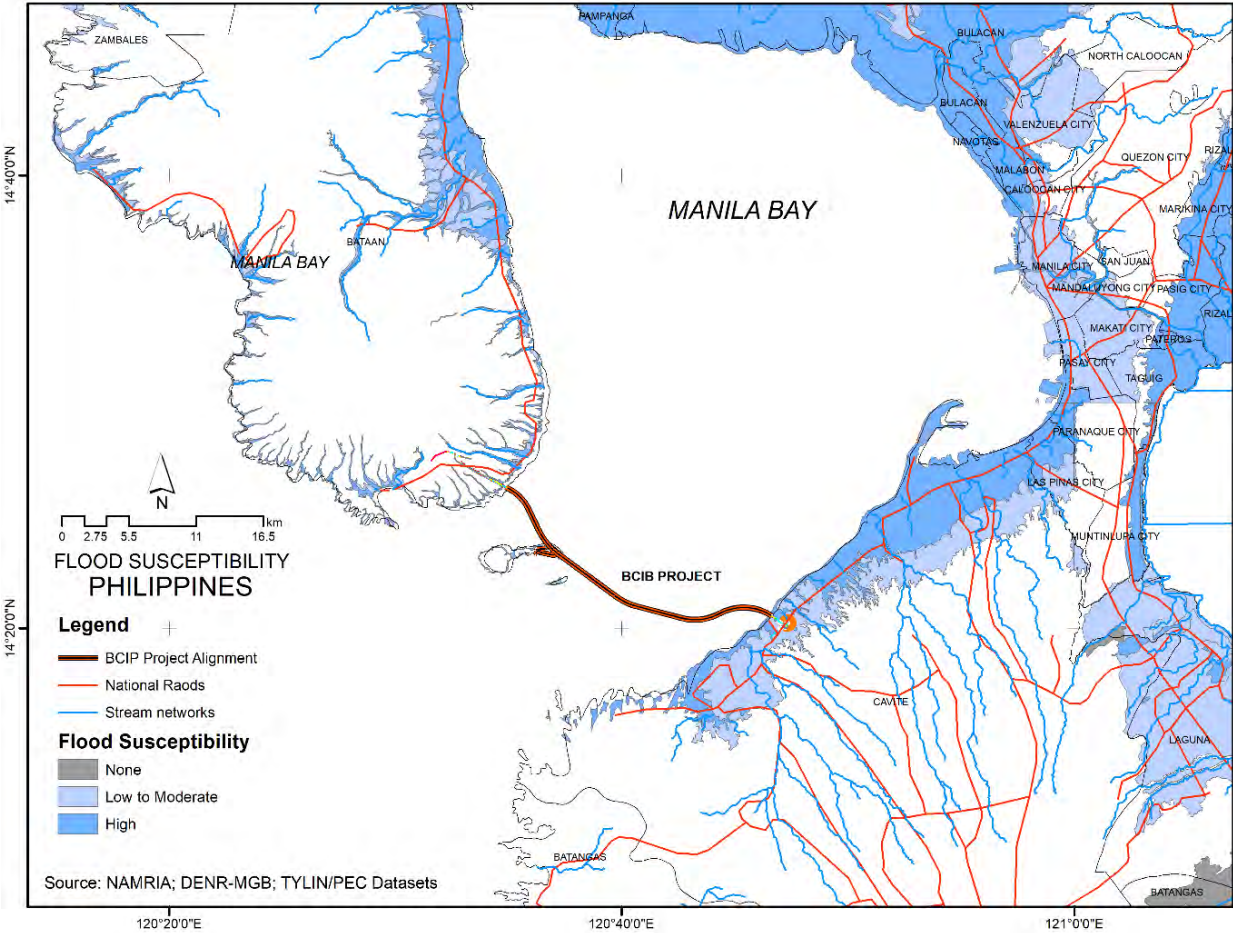 PAMPANGA
ZAMBALES
BULACAN
NORTH CALOOCAN
BULACAN
VALENZUELA CITY
NAVOTAS
MALABON
QUEZON CITY
RIZAL
CALOOCAN CITY
MARIKINA CITY
MANILA BAY
BATAAN
MANILA BAY
MANILA CITY
SAN JUAN
MANDALUYONG CITY
PASIG CITY
RIZAL
MAKATI CITY
PATEROS
PASAY CITY
TAGUIG
PARANAQUE CITY
LAS PINAS CITY
MUNTINLUPA CITY
BCIB PROJECT
CAVITE
LAGUNA
BATANGAS
BATANGAS
14°40'0"N
14°20'0"N
N
km
0 2.75 5.5 11 16.5
FLOOD SUSCEPTIBILITY
PHILIPPINES
Legend
BCIP Project Alignment
National Raods
Stream networks
Flood Susceptibility
None
Low to Moderate
High
Source: NAMRIA; DENR-MGB; TYLIN/PEC Datasets
120°20'0"E 120°40'0"E 121°0'0"E